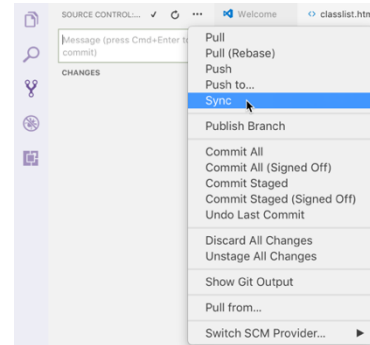 SOURCE CONTROL:...
Welcome
classlist.htm
Message (press Cmd+Enter to
commit)
CHANGES
Pull
Pull (Rebase)
Push
Push to...
Sync
Publish Branch
Commit All
Commit All (Signed Off)
Commit Staged
Commit Staged (Signed Off)
Undo Last Commit
Discard All Changes
Unstage All Changes
Show Git Output
Pull from...
Switch SCM Provider...